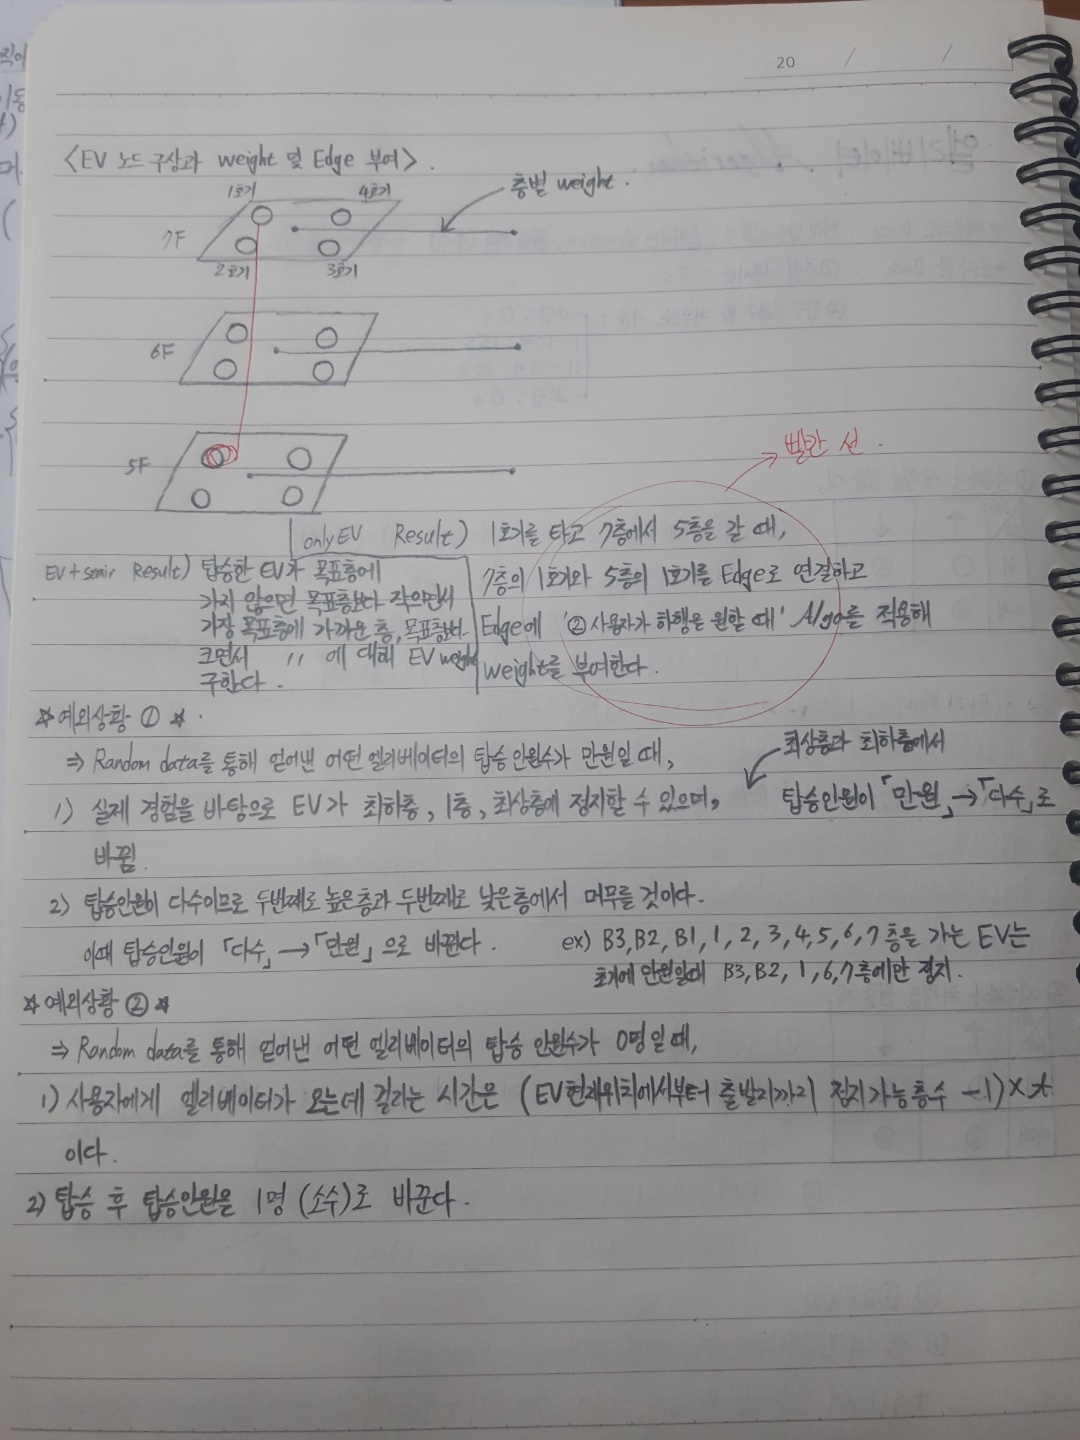 20 / /
<EV 노드 구상과 weight 및 Edge 부여>.
1호기 4호기
층별 weight.
7F
2호기 3호기
6F
5F
빨간 선.
only EV Result) 1호기를 타고 7층에서 5층을 갈 때,
7층의 1호기와 5층의 1호기를 Edge로 연결하고
Edge에 '② 사용자가 하행을 원할 때' Algo를 적용해
weight를 부여한다.
EV + Result) 탑승한 EV가 목표층에
가지 않으면 목표층보다 작으면서
가장 목표층에 가까운 층, 목표층보다
크면서 〃 에 대해 EV weight
구한다.
☆예외상황 ① ☆.
⇒ Random data를 통해 얻어낸 어떤 엘리베이터의 탑승 인원수가 만원일 때,
최상층과 최하층에서
1) 실제 경험을 바탕으로 EV가 최하층, 1층, 최상층에 정지할 수 있으며, 탑승인원이 「만원」→「다수」로
바뀜.
2) 탑승인원이 다수이므로 두번째로 높은층과 두번째로 낮은층에서 머무를 것이다.
이때 탑승인원이 「다수」→「만원」으로 바뀐다.
ex) B3, B2, B1, 1, 2, 3, 4, 5, 6, 7 층을 가는 EV는
초기에 만원일때 B3, B2, 1, 6, 7층에만 정지.
☆예외상황 ② ☆
⇒ Random data를 통해 얻어낸 어떤 엘리베이터의 탑승 인원수가 0명일 때,
1) 사용자에게 엘리베이터가 오는데 걸리는 시간은 (EV현재위치에서부터 출발지까지 정지가능층수 -1) × t
이다.
2) 탑승 후 탑승인원을 1명 (소수)로 바꾼다.